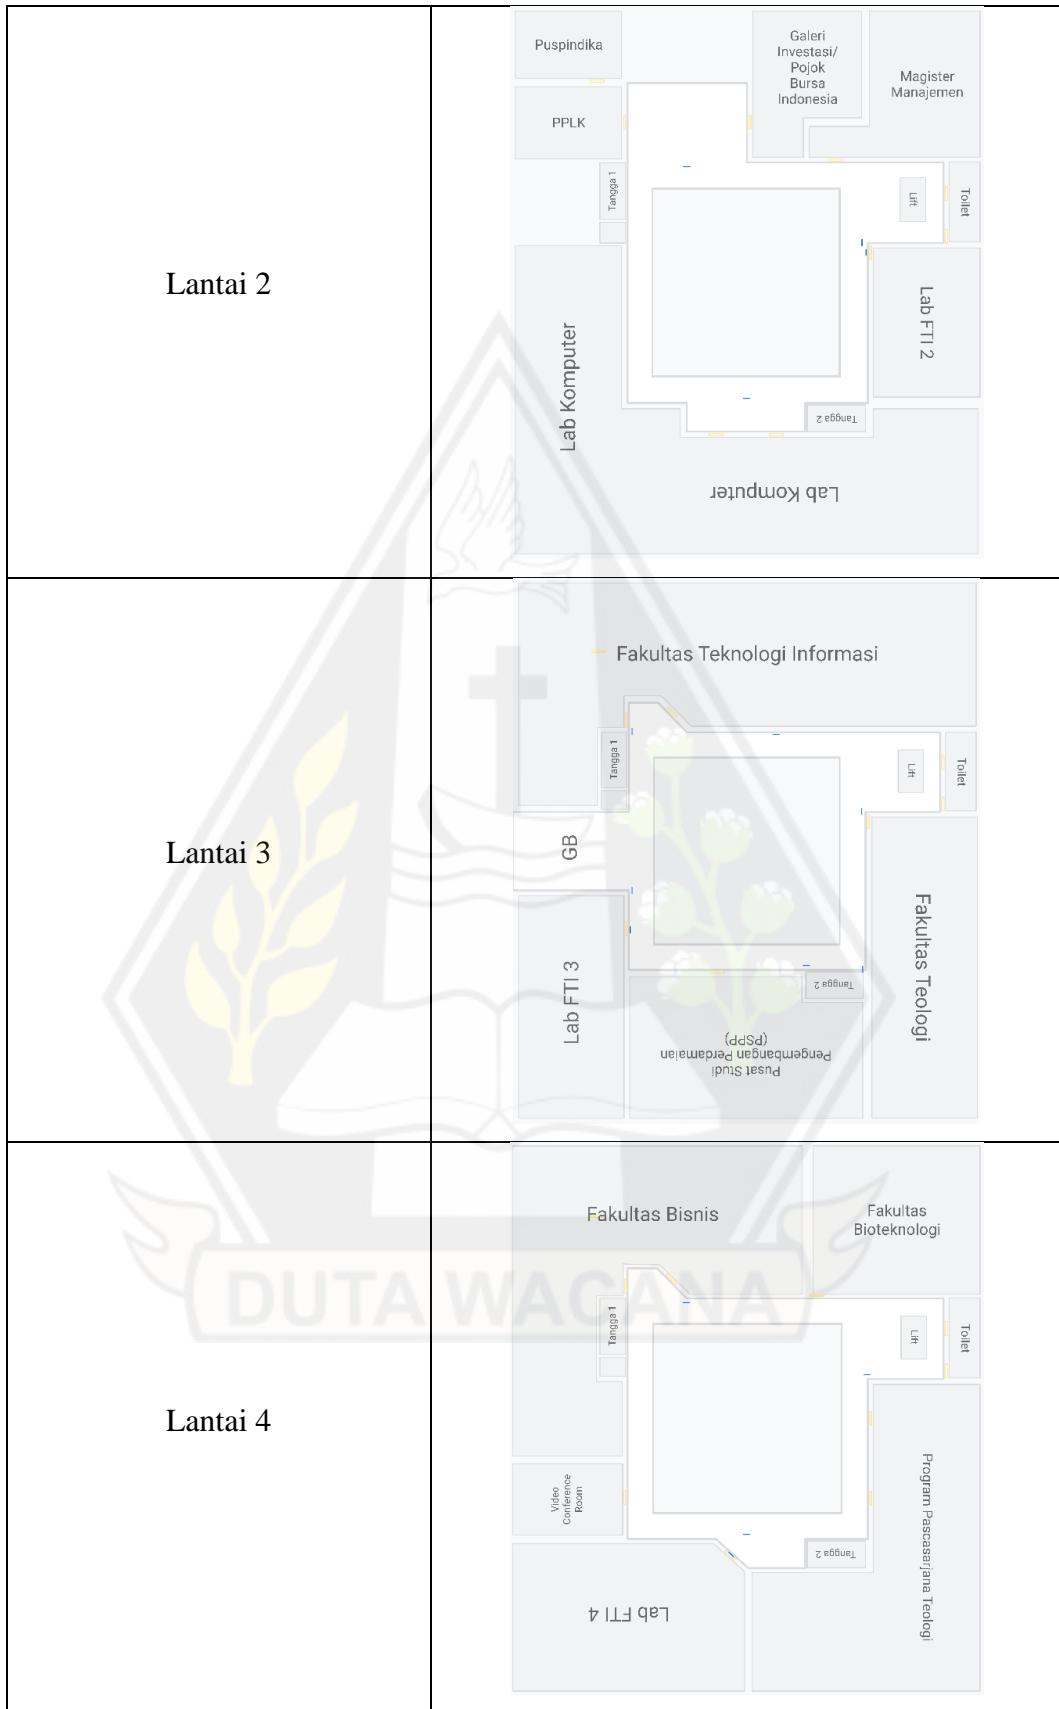 Lantai 2
Puspindika
Galeri
Investasi/
Pojok
Bursa
Indonesia
Magister
Manajemen
PPLK
Tangga 1
Lift
Toilet
Lab FTI 2
Lab Komputer
Tangga 2
Lab Komputer
Lantai 3
Fakultas Teknologi Informasi
Tangga 1
Lift
Toilet
GB
Fakultas Teologi
Lab FTI 3
Tangga 2
Pusat Studi
Pengembangan Perdamaian
(PSPP)
Lantai 4
Fakultas Bisnis
Fakultas
Bioteknologi
Tangga 1
Lift
Toilet
Video
Conference
Room
Program Pascasarjana Teologi
Tangga 2
Lab FTI 4
DUTA WACANA